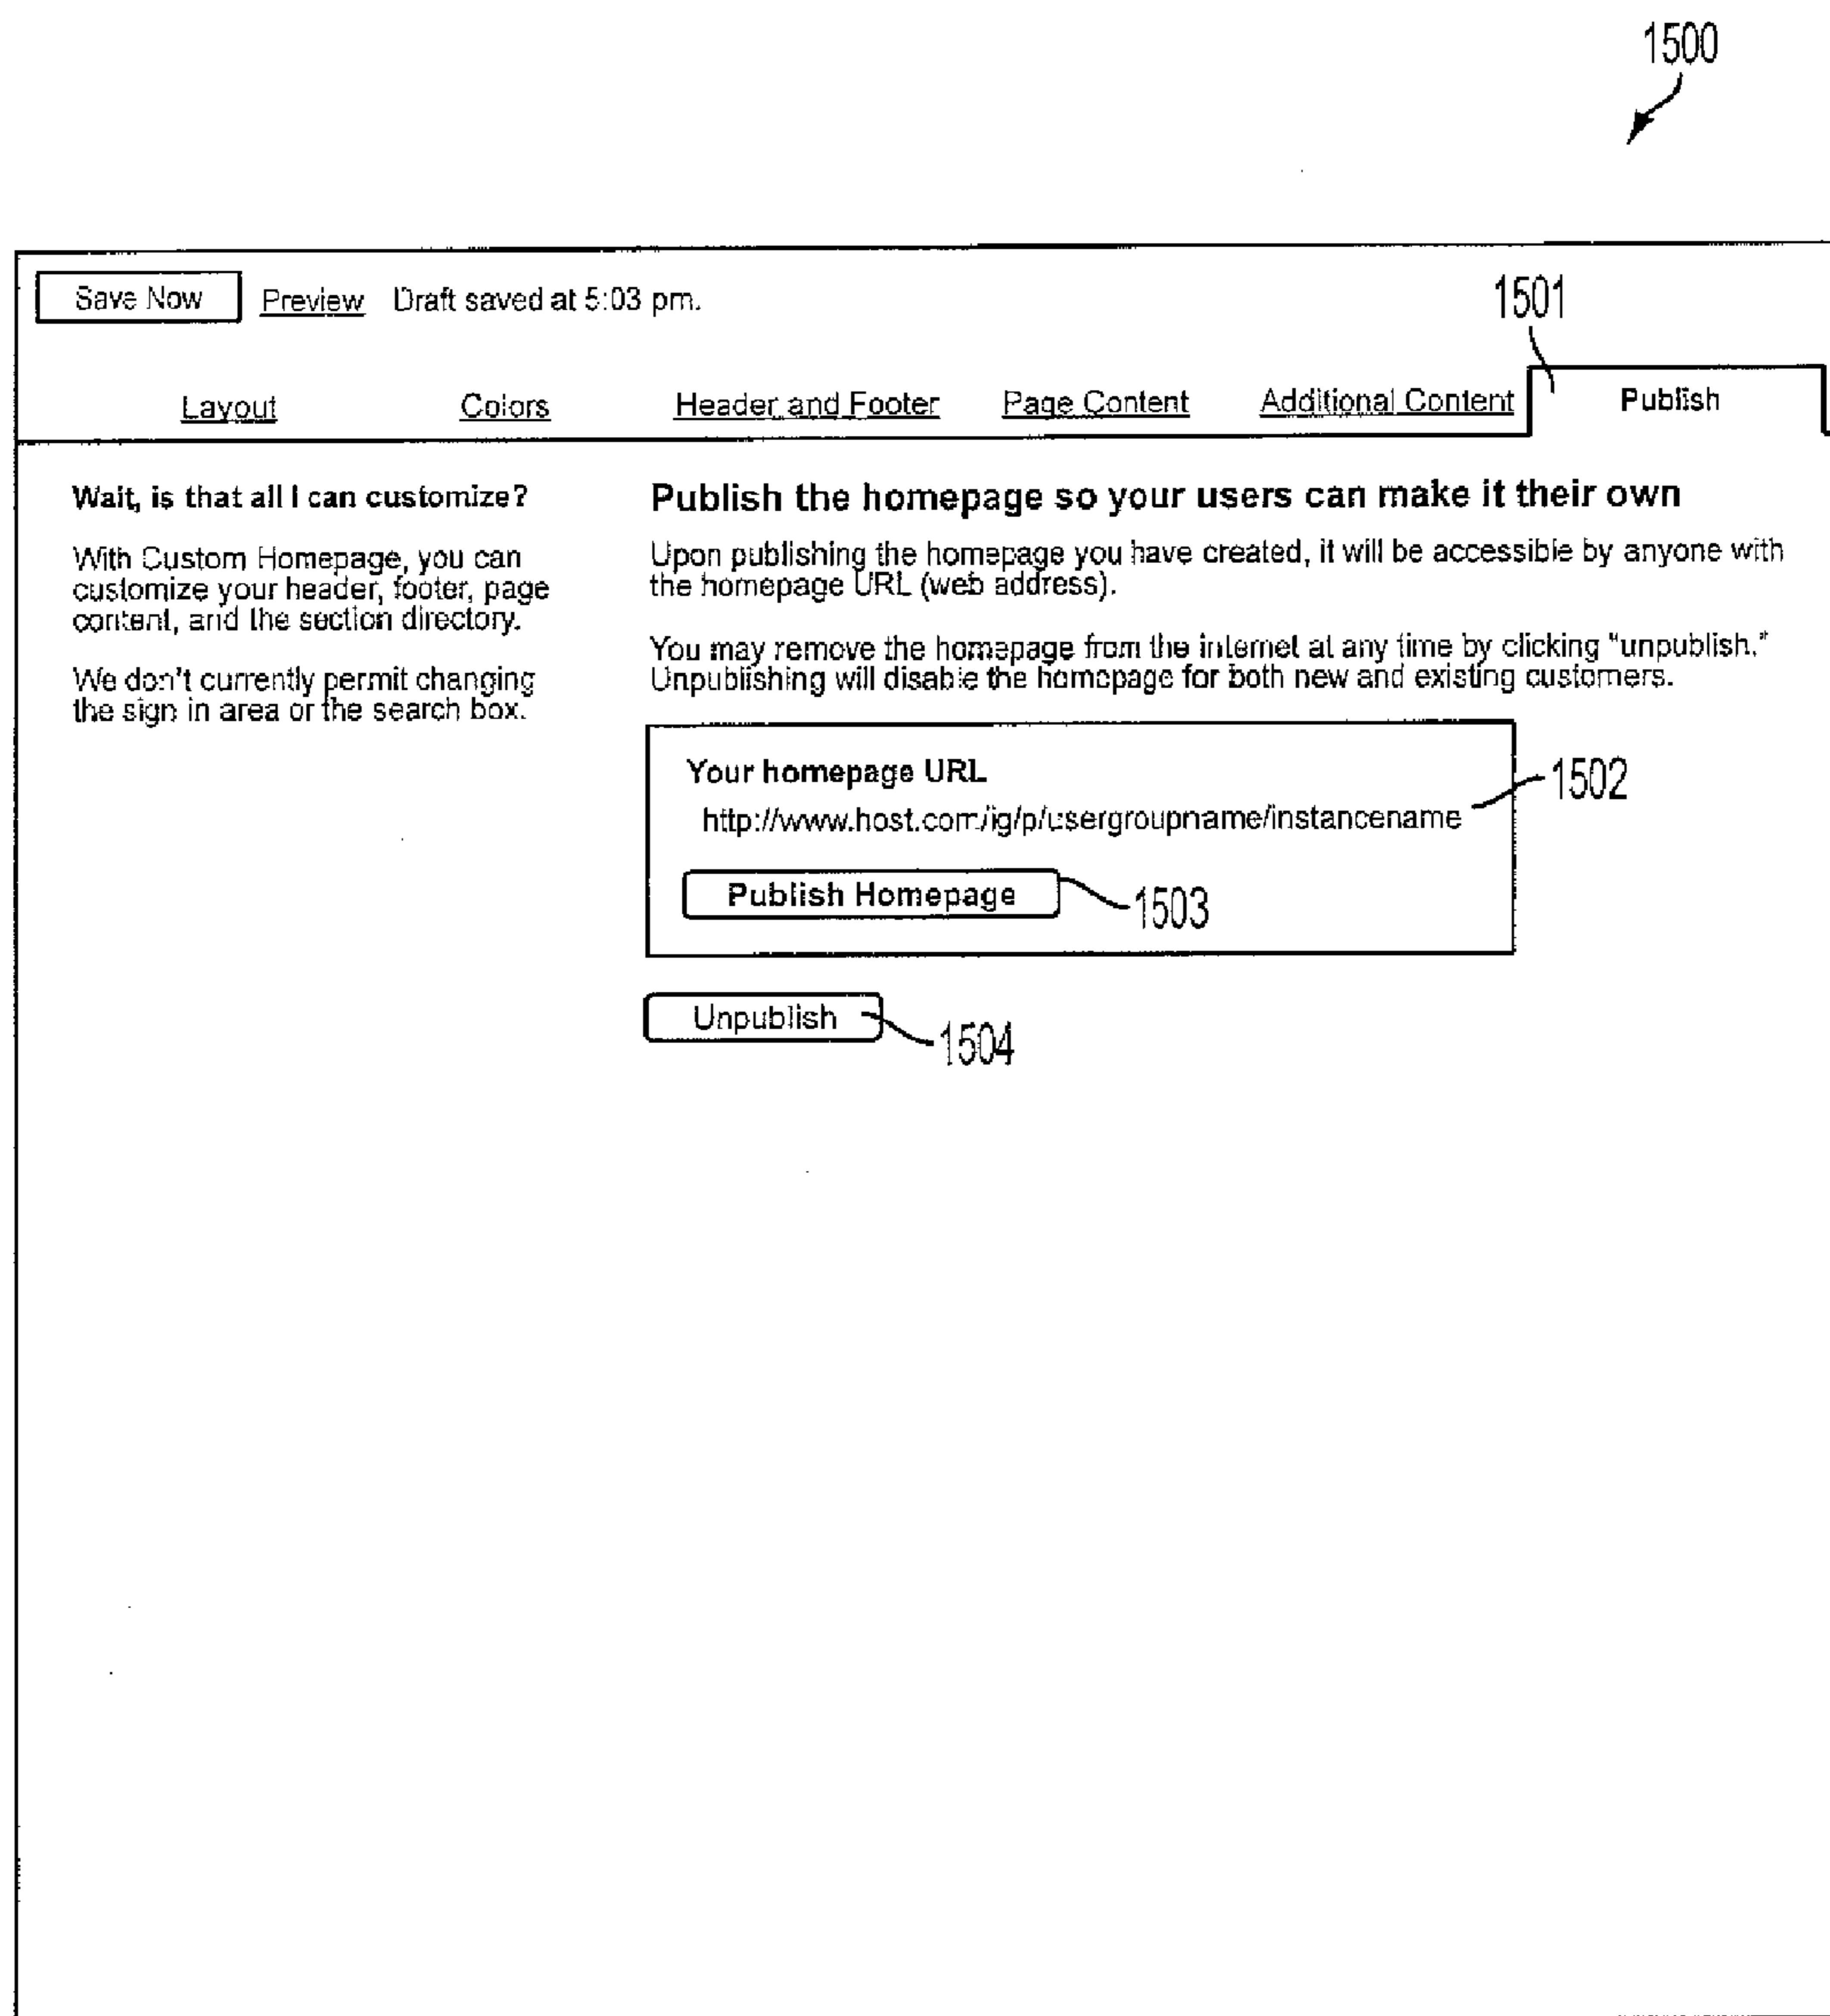 1500
Save Now Preview Draft saved at 5:03 pm.
1501
Layout Colors Header and Footer Page Content Additional Content Publish
Wait, is that all I can customize?
With Custom Homepage, you can
customize your header, footer, page
content, and the section directory.
We don't currently permit changing
the sign in area or the search box.
Publish the homepage so your users can make it their own
Upon publishing the homepage you have created, it will be accessible by anyone with
the homepage URL (web address).
You may remove the homepage from the internet at any time by clicking "unpublish."
Unpublishing will disable the homepage for both new and existing customers.
Your homepage URL
1502
http://www.host.com/ig/p/usergroupname/instancename
Publish Homepage
1503
Unpublish
1504